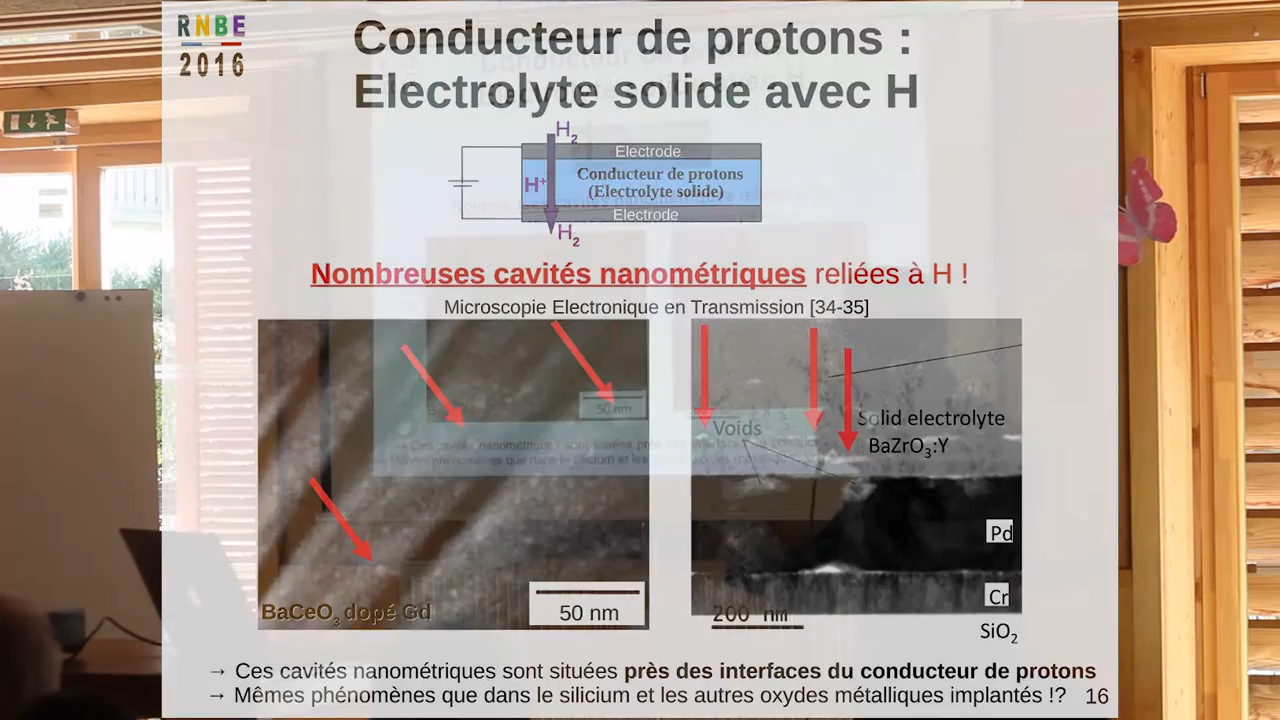 RNBE
2016
Conducteur de protons :
Electrolyte solide avec H
H2
Electrode
Conducteur de protons
H+
(Electrolyte solide)
Electrode
H2
Nombreuses cavités nanométriques reliées à H !
Microscopie Electronique en Transmission [34-35]
50 nm
Voids
Solid electrolyte
BaZrO3:Y
Pd
Cr
BaCeO3 dopé Gd
50 nm
200 nm
SiO2
→ Ces cavités nanométriques sont situées près des interfaces du conducteur de protons
→ Mêmes phénomènes que dans le silicium et les autres oxydes métalliques implantés !?
16